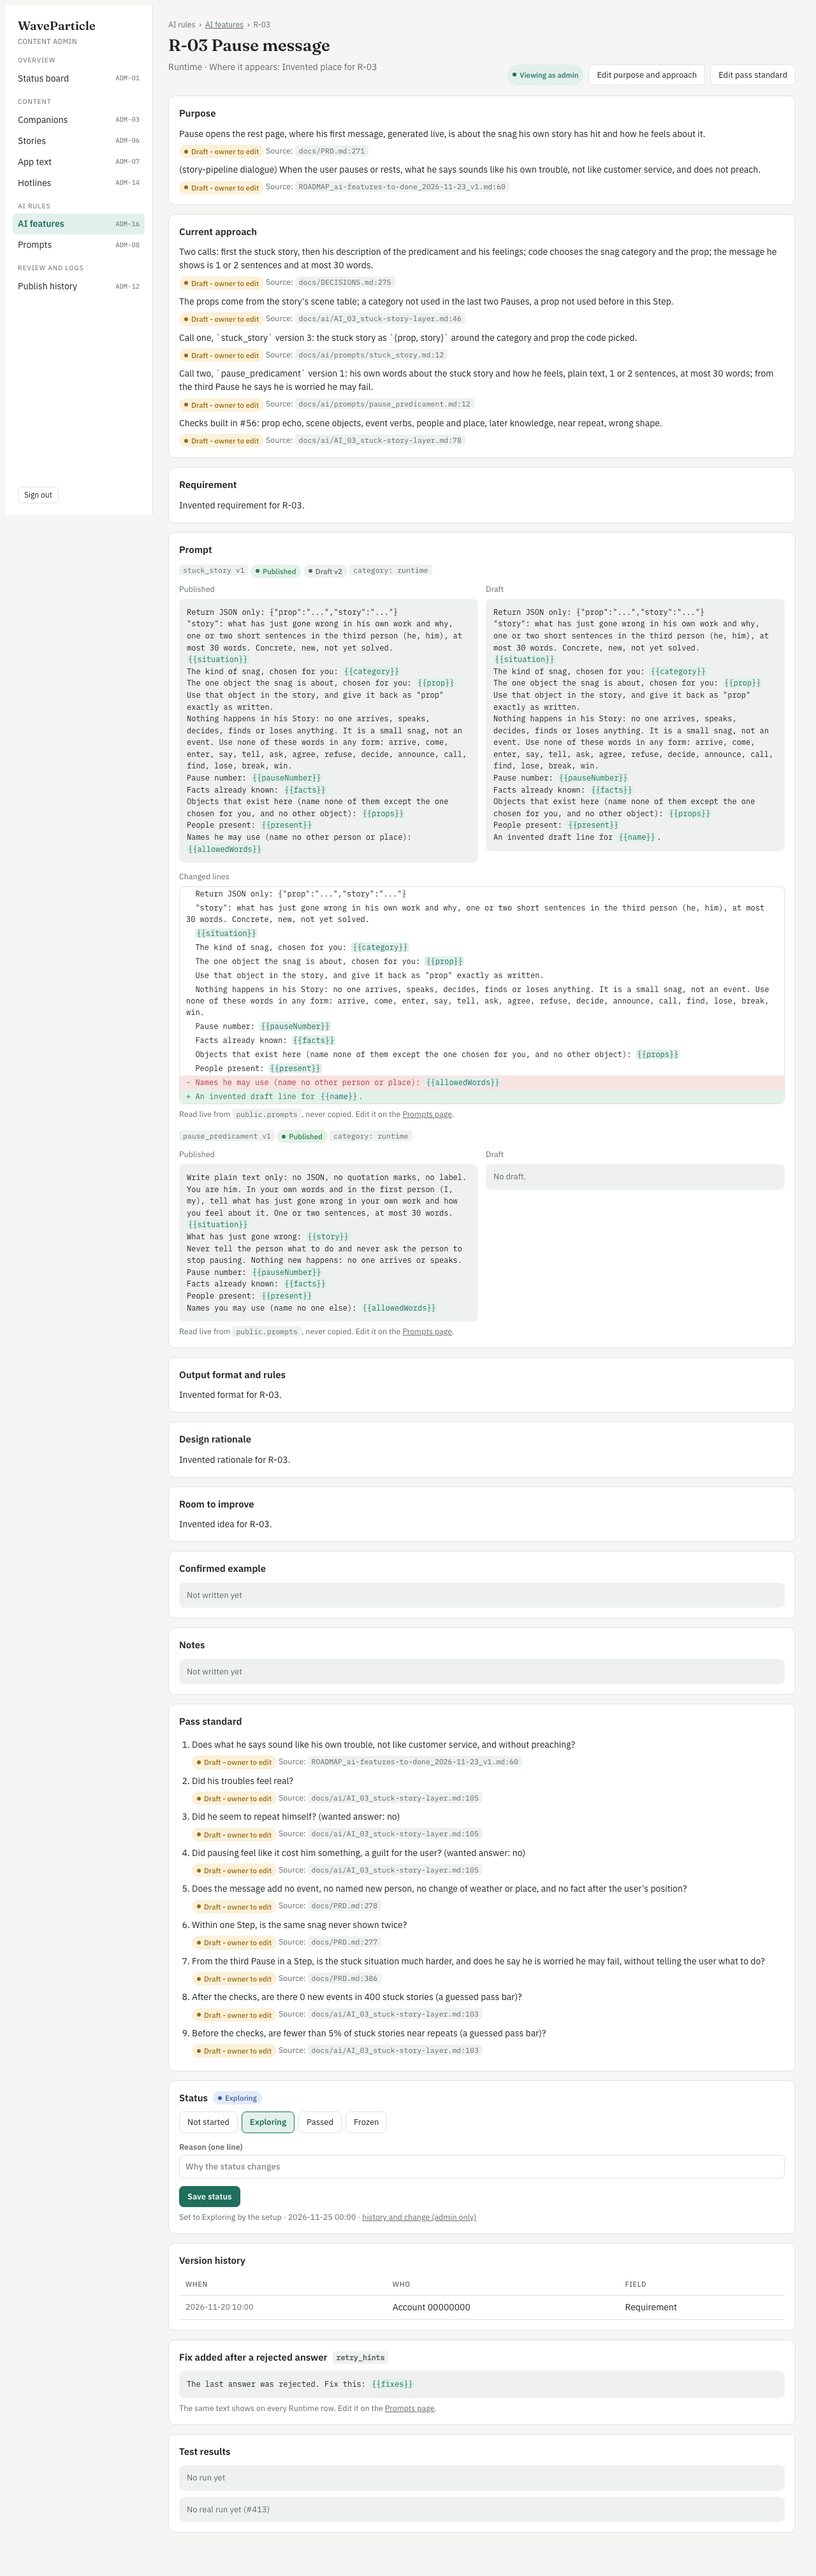 WaveParticle
CONTENT ADMIN
OVERVIEW
Status board ADM-01
CONTENT
Companions ADM-03
Stories ADM-06
App text ADM-07
Hotlines ADM-14
AI RULES
AI features ADM-16
Prompts ADM-08
REVIEW AND LOGS
Publish history ADM-12
Sign out
AI rules › AI features › R-03
R-03 Pause message
Runtime · Where it appears: Invented place for R-03
Viewing as admin
Edit purpose and approach
Edit pass standard
Purpose
Pause opens the rest page, where his first message, generated live, is about the snag his own story has hit and how he feels about it.
Draft - owner to edit Source: docs/PRD.md:271
(story-pipeline dialogue) When the user pauses or rests, what he says sounds like his own trouble, not like customer service, and does not preach.
Draft - owner to edit Source: ROADMAP_ai-features-to-done_2026-11-23_v1.md:60
Current approach
Two calls: first the stuck story, then his description of the predicament and his feelings; code chooses the snag category and the prop; the message he
shows is 1 or 2 sentences and at most 30 words.
Draft - owner to edit Source: docs/DECISIONS.md:275
The props come from the story's scene table; a category not used in the last two Pauses, a prop not used before in this Step.
Draft - owner to edit Source: docs/ai/AI_03_stuck-story-layer.md:46
Call one, `stuck_story` version 3: the stuck story as `{prop, story}` around the category and prop the code picked.
Draft - owner to edit Source: docs/ai/prompts/stuck_story.md:12
Call two, `pause_predicament` version 1: his own words about the stuck story and how he feels, plain text, 1 or 2 sentences, at most 30 words; from
the third Pause he says he is worried he may fail.
Draft - owner to edit Source: docs/ai/prompts/pause_predicament.md:12
Checks built in #56: prop echo, scene objects, event verbs, people and place, later knowledge, near repeat, wrong shape.
Draft - owner to edit Source: docs/ai/AI_03_stuck-story-layer.md:78
Requirement
Invented requirement for R-03.
Prompt
stuck_story v1 Published Draft v2 category: runtime
Published
Return JSON only: {"prop":"...","story":"..."}
"story": what has just gone wrong in his own work and why,
one or two short sentences in the third person (he, him), at
most 30 words. Concrete, new, not yet solved.
{{situation}}
The kind of snag, chosen for you: {{category}}
The one object the snag is about, chosen for you: {{prop}}
Use that object in the story, and give it back as "prop"
exactly as written.
Nothing happens in his Story: no one arrives, speaks,
decides, finds or loses anything. It is a small snag, not an
event. Use none of these words in any form: arrive, come,
enter, say, tell, ask, agree, refuse, decide, announce, call,
find, lose, break, win.
Pause number: {{pauseNumber}}
Facts already known: {{facts}}
Objects that exist here (name none of them except the one
chosen for you, and no other object): {{props}}
People present: {{present}}
Names he may use (name no other person or place):
{{allowedWords}}
Draft
Return JSON only: {"prop":"...","story":"..."}
"story": what has just gone wrong in his own work and why,
one or two short sentences in the third person (he, him), at
most 30 words. Concrete, new, not yet solved.
{{situation}}
The kind of snag, chosen for you: {{category}}
The one object the snag is about, chosen for you: {{prop}}
Use that object in the story, and give it back as "prop"
exactly as written.
Nothing happens in his Story: no one arrives, speaks,
decides, finds or loses anything. It is a small snag, not an
event. Use none of these words in any form: arrive, come,
enter, say, tell, ask, agree, refuse, decide, announce, call,
find, lose, break, win.
Pause number: {{pauseNumber}}
Facts already known: {{facts}}
Objects that exist here (name none of them except the one
chosen for you, and no other object): {{props}}
People present: {{present}}
An invented draft line for {{name}}.
Changed lines
Return JSON only: {"prop":"...","story":"..."}
"story": what has just gone wrong in his own work and why, one or two short sentences in the third person (he, him), at most
30 words. Concrete, new, not yet solved.
{{situation}}
The kind of snag, chosen for you: {{category}}
The one object the snag is about, chosen for you: {{prop}}
Use that object in the story, and give it back as "prop" exactly as written.
Nothing happens in his Story: no one arrives, speaks, decides, finds or loses anything. It is a small snag, not an event. Use
none of these words in any form: arrive, come, enter, say, tell, ask, agree, refuse, decide, announce, call, find, lose, break,
win.
Pause number: {{pauseNumber}}
Facts already known: {{facts}}
Objects that exist here (name none of them except the one chosen for you, and no other object): {{props}}
People present: {{present}}
- Names he may use (name no other person or place): {{allowedWords}}
+ An invented draft line for {{name}}.
Read live from public.prompts, never copied. Edit it on the Prompts page.
pause_predicament v1 Published category: runtime
Published
Write plain text only: no JSON, no quotation marks, no label.
You are him. In your own words and in the first person (I,
my), tell what has just gone wrong in your own work and how
you feel about it. One or two sentences, at most 30 words.
{{situation}}
What has just gone wrong: {{story}}
Never tell the person what to do and never ask the person to
stop pausing. Nothing new happens: no one arrives or speaks.
Pause number: {{pauseNumber}}
Facts already known: {{facts}}
People present: {{present}}
Names you may use (name no one else): {{allowedWords}}
Draft
No draft.
Read live from public.prompts, never copied. Edit it on the Prompts page.
Output format and rules
Invented format for R-03.
Design rationale
Invented rationale for R-03.
Room to improve
Invented idea for R-03.
Confirmed example
Not written yet
Notes
Not written yet
Pass standard
1. Does what he says sound like his own trouble, not like customer service, and without preaching?
Draft - owner to edit Source: ROADMAP_ai-features-to-done_2026-11-23_v1.md:60
2. Did his troubles feel real?
Draft - owner to edit Source: docs/ai/AI_03_stuck-story-layer.md:105
3. Did he seem to repeat himself? (wanted answer: no)
Draft - owner to edit Source: docs/ai/AI_03_stuck-story-layer.md:105
4. Did pausing feel like it cost him something, a guilt for the user? (wanted answer: no)
Draft - owner to edit Source: docs/ai/AI_03_stuck-story-layer.md:105
5. Does the message add no event, no named new person, no change of weather or place, and no fact after the user's position?
Draft - owner to edit Source: docs/PRD.md:278
6. Within one Step, is the same snag never shown twice?
Draft - owner to edit Source: docs/PRD.md:277
7. From the third Pause in a Step, is the stuck situation much harder, and does he say he is worried he may fail, without telling the user what to do?
Draft - owner to edit Source: docs/PRD.md:386
8. After the checks, are there 0 new events in 400 stuck stories (a guessed pass bar)?
Draft - owner to edit Source: docs/ai/AI_03_stuck-story-layer.md:103
9. Before the checks, are fewer than 5% of stuck stories near repeats (a guessed pass bar)?
Draft - owner to edit Source: docs/ai/AI_03_stuck-story-layer.md:103
Status Exploring
Not started Exploring Passed Frozen
Reason (one line)
Why the status changes
Save status
Set to Exploring by the setup · 2026-11-25 00:00 · history and change (admin only)
Version history
WHEN WHO FIELD
2026-11-20 10:00 Account 00000000 Requirement
Fix added after a rejected answer retry_hints
The last answer was rejected. Fix this: {{fixes}}
The same text shows on every Runtime row. Edit it on the Prompts page.
Test results
No run yet
No real run yet (#413)